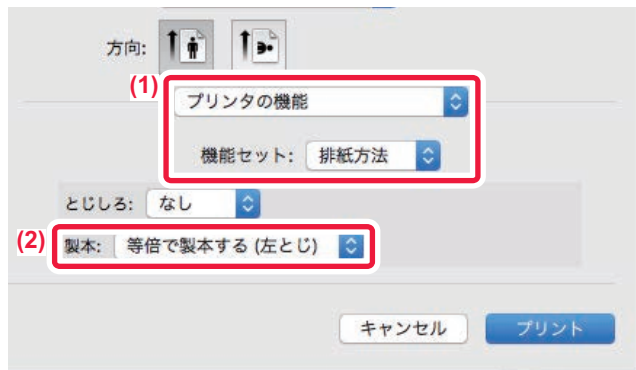 方向:
(1)
プリンタの機能
機能セット: 排紙方法
とじしろ: なし
(2) 製本: 等倍で製本する (左とじ)
キャンセル プリント